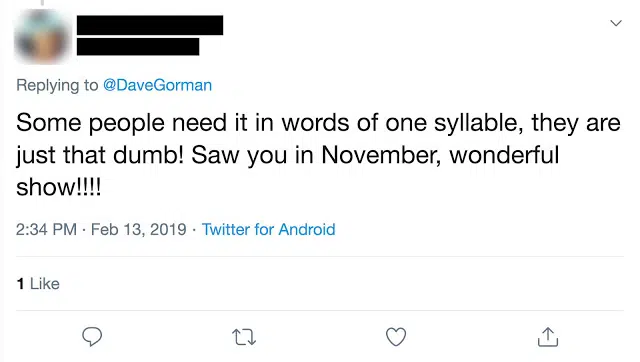 Replying to @DaveGorman
Some people need it in words of one syllable, they are
just that dumb! Saw you in November, wonderful
show!!!!
2:34 PM · Feb 13, 2019 · Twitter for Android
1 Like